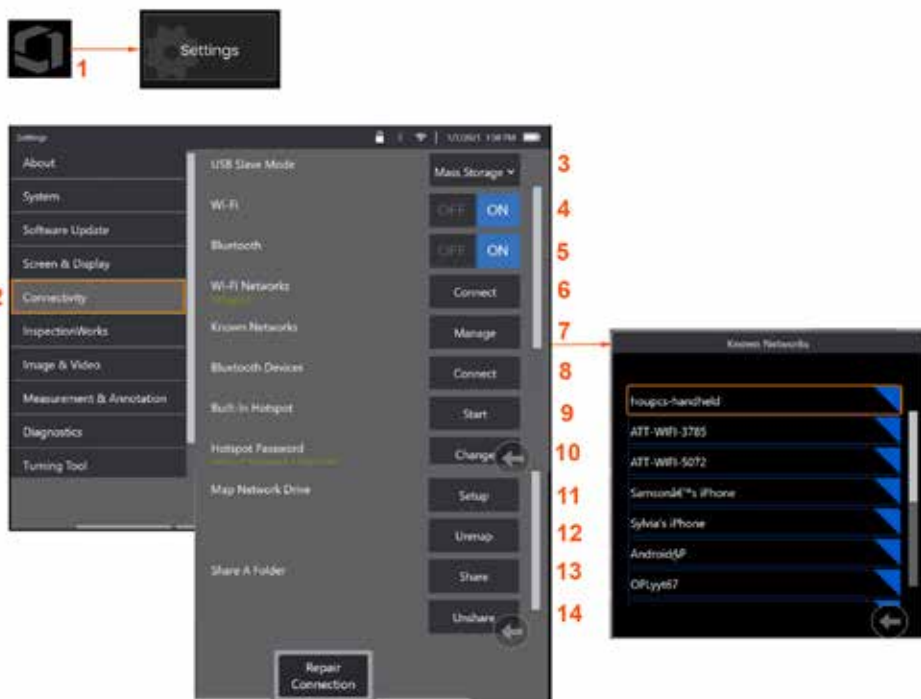 1
Settings
Settings
About
USB Slave Mode
Mass Storage
3
System
Wi-Fi
OFF ON
4
Software Update
Bluetooth
OFF ON
5
Screen & Display
2
Connectivity
Wi-Fi Networks
Connect
6
InspectionWorks
Known Networks
Manage
7
Image & Video
Bluetooth Devices
Connect
8
Measurement & Annotation
Built-In Hotspot
Start
9
Diagnostics
Hotspot Password
Change
10
Turning Tool
Map Network Drive
Setup
11
Unmap
12
Share A Folder
Share
13
Unshare
14
Repair
Connection
Known Networks
houpcs-handheld
ATT-WIFI-3785
ATT-WIFI-5072
Samsonâ€™s iPhone
Sylvia's iPhone
AndroidAP
OPLyyt67